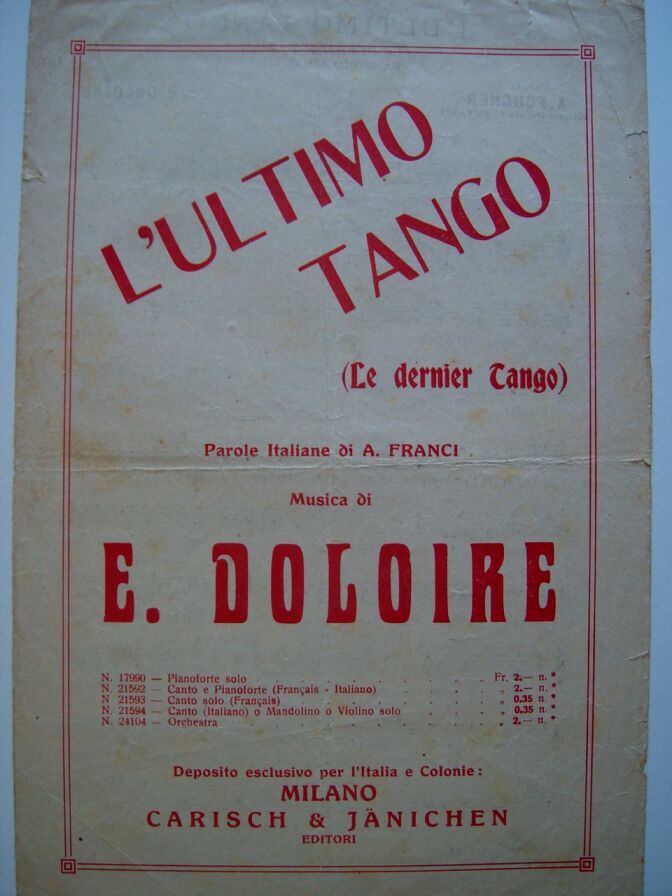 L'ULTIMO
TANGO
(Le dernier Tango)
Parole Italiane di A. FRANCI
Musica di
E. DOLOIRE
N. 17990 — Pianoforte solo . . . . . . . . . Fr. 2.— n. *
N. 21592 — Canto e Pianoforte (Français - Italiano) . . . . „ 2.— n. *
N. 21593 — Canto solo (Français) . . . . . . . „ 0.35 n. *
N. 21594 — Canto (Italiano) o Mandolino o Violino solo . . . „ 0.35 n. *
N. 24104 — Orchestra . . . . . . . . . . „ 2.— n. *
Deposito esclusivo per l'Italia e Colonie:
MILANO
CARISCH & JÄNICHEN
EDITORI